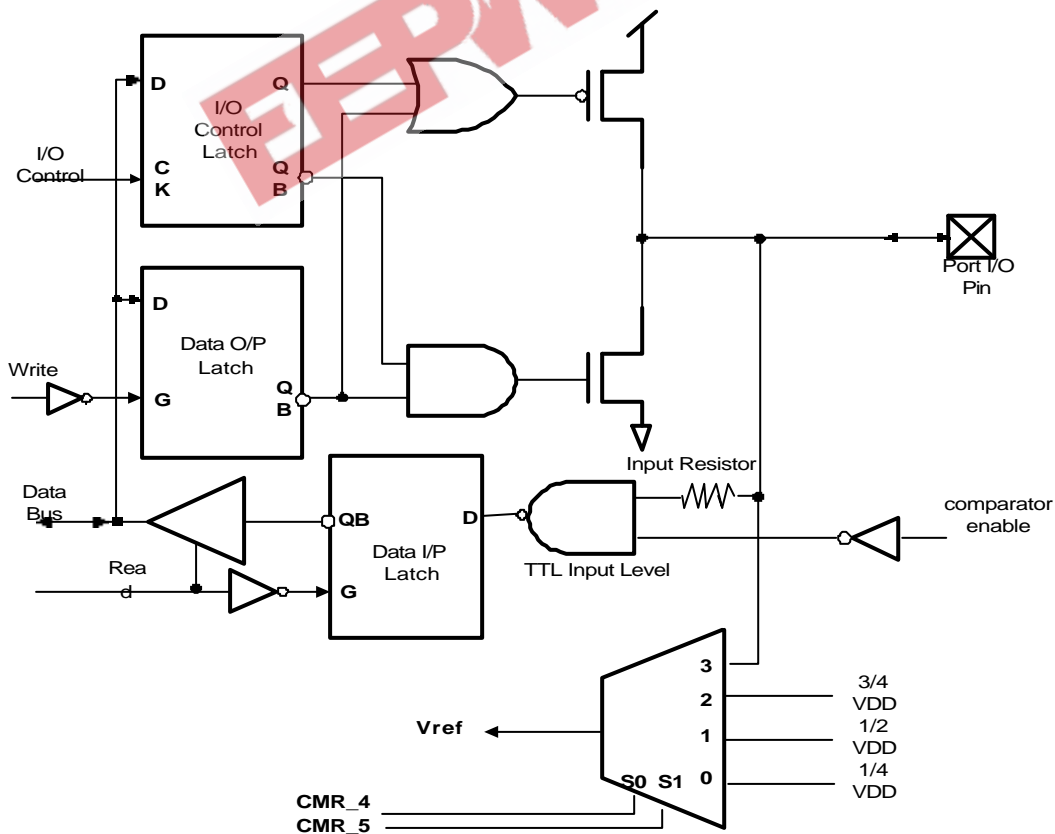 EEPW
D
Q
I/O
Control
Latch
I/O
Control
C
K
Q
B
D
Data O/P
Latch
Write
G
Q
B
Port I/O
Pin
Input Resistor
Data
Bus
QB
D
Data I/P
Latch
TTL Input Level
comparator
enable
Rea
d
G
3
2
1
0
3/4
VDD
1/2
VDD
1/4
VDD
Vref
S0 S1
CMR_4
CMR_5